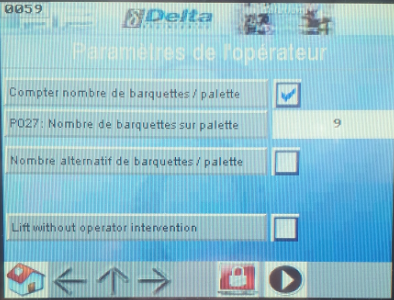 0059
Delta
Paramètres de l'opérateur
Compter nombre de barquettes / palette
P027: Nombre de barquettes sur palette
9
Nombre alternatif de barquettes / palette
Lift without operator intervention